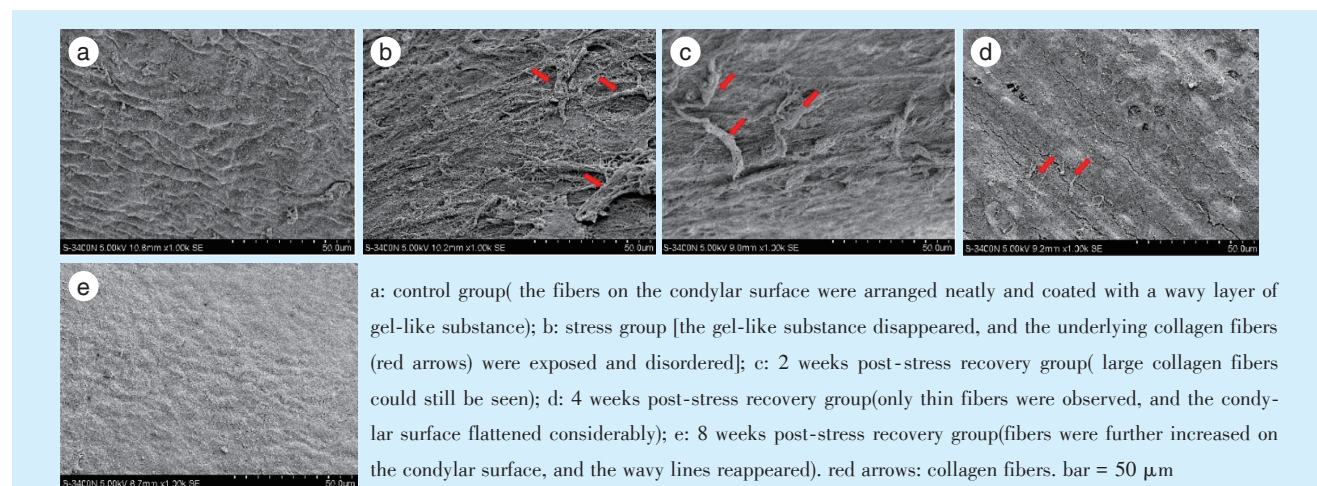 a
b
c
d
S-3400N 5.00kV 10.6mm x1.00k SE 50.0um
S-3400N 5.00kV 10.2mm x1.00k SE 50.0um
S-3400N 5.00kV 9.0mm x1.00k SE 50.0um
S-3400N 5.00kV 9.2mm x1.00k SE 50.0um
e
S-3400N 5.00kV 8.7mm x1.00k SE 50.0um
a: control group( the fibers on the condylar surface were arranged neatly and coated with a wavy layer of
gel-like substance); b: stress group [the gel-like substance disappeared, and the underlying collagen fibers
(red arrows) were exposed and disordered]; c: 2 weeks post-stress recovery group( large collagen fibers
could still be seen); d: 4 weeks post-stress recovery group(only thin fibers were observed, and the condy-
lar surface flattened considerably); e: 8 weeks post-stress recovery group(fibers were further increased on
the condylar surface, and the wavy lines reappeared). red arrows: collagen fibers. bar = 50 μm